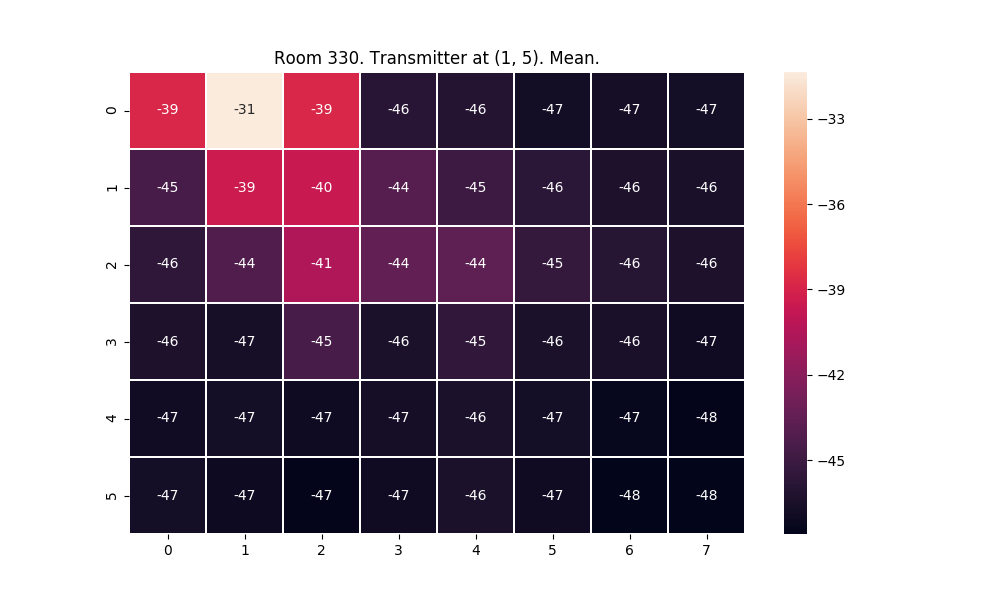 Room 330. Transmitter at (1, 5). Mean.
0 -39 -31 -39 -46 -46 -47 -47 -47
1 -45 -39 -40 -44 -45 -46 -46 -46
2 -46 -44 -41 -44 -44 -45 -46 -46
3 -46 -47 -45 -46 -45 -46 -46 -47
4 -47 -47 -47 -47 -46 -47 -47 -48
5 -47 -47 -47 -47 -46 -47 -48 -48
0 1 2 3 4 5 6 7
−33
−36
−39
−42
−45